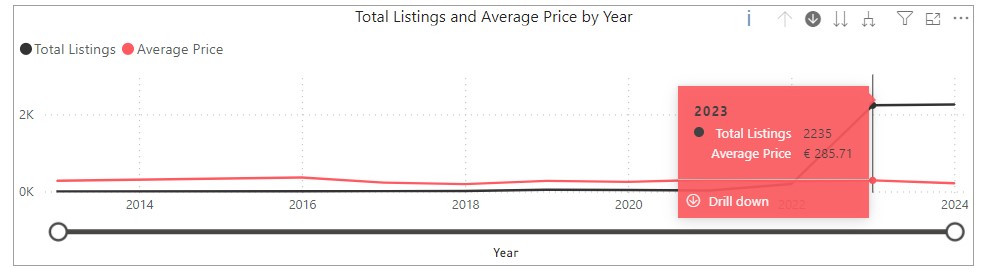 Total Listings and Average Price by Year
Total Listings Average Price
2K
0K
2023
Total Listings 2235
Average Price € 285.71
Drill down
2014 2016 2018 2020 2022 2024
Year